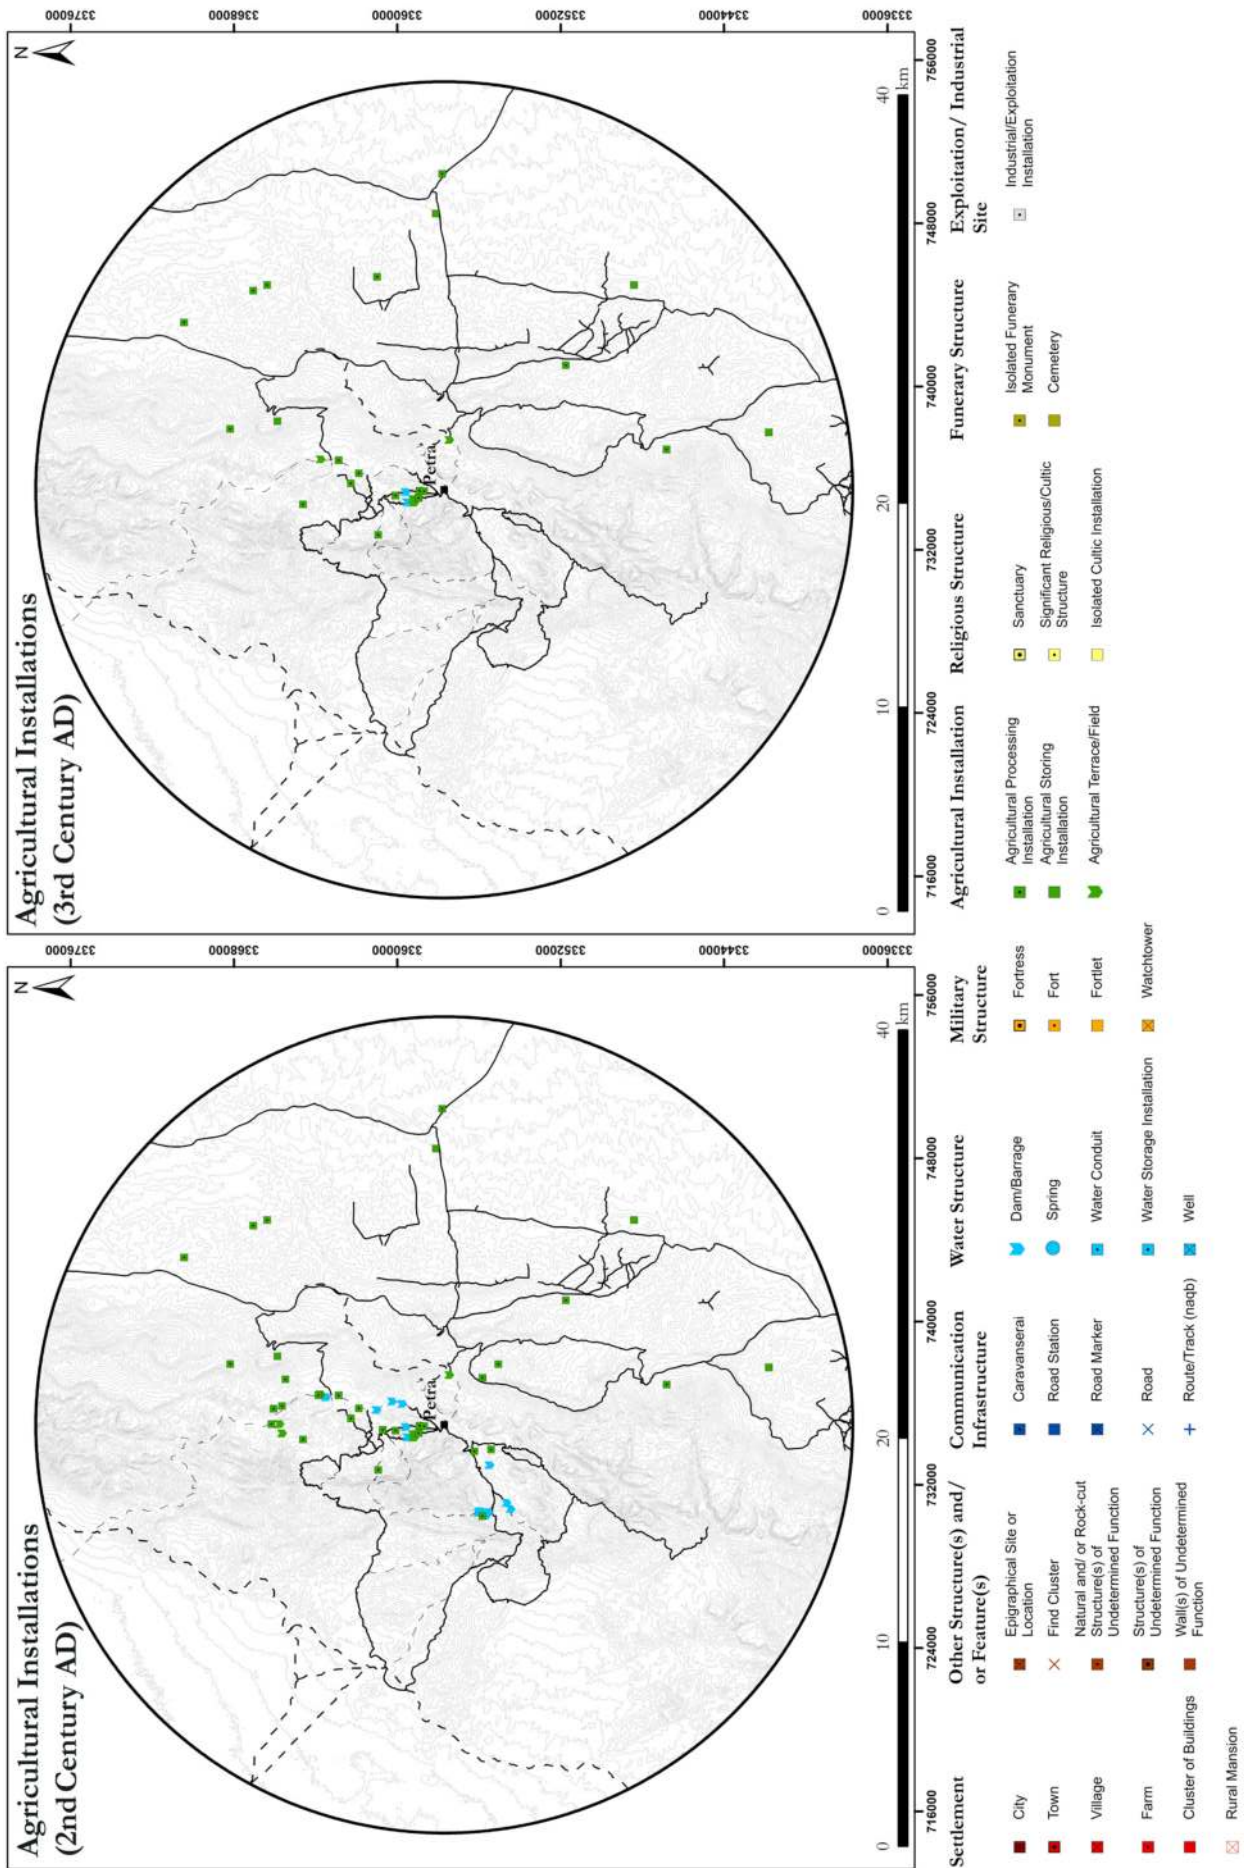 Agricultural Installations
(2nd Century AD)
N
3376000
3368000
3360000
3352000
3344000
3336000
716000
724000
732000
740000
748000
756000
Petra
0
10
20
40
km
Agricultural Installations
(3rd Century AD)
N
3376000
3368000
3360000
3352000
3344000
3336000
716000
724000
732000
740000
748000
756000
Petra
0
10
20
40
km
Settlement
City
Town
Village
Farm
Cluster of Buildings
Rural Mansion
Other Structure(s) and/
or Feature(s)
Epigraphical Site or
Location
Find Cluster
Natural and/ or Rock-cut
Structure(s) of
Undetermined Function
Structure(s) of
Undetermined Function
Wall(s) of Undetermined
Function
Communication
Infrastructure
Caravanserai
Road Station
Road Marker
Road
Route/Track (naqb)
Water Structure
Dam/Barrage
Spring
Water Conduit
Water Storage Installation
Well
Military
Structure
Fortress
Fort
Fortlet
Watchtower
Agricultural Installation
Agricultural Processing
Installation
Agricultural Storing
Installation
Agricultural Terrace/Field
Religious Structure
Sanctuary
Significant Religious/Cultic
Structure
Isolated Cultic Installation
Funerary Structure
Isolated Funerary
Monument
Cemetery
Exploitation/ Industrial
Site
Industrial/Exploitation
Installation